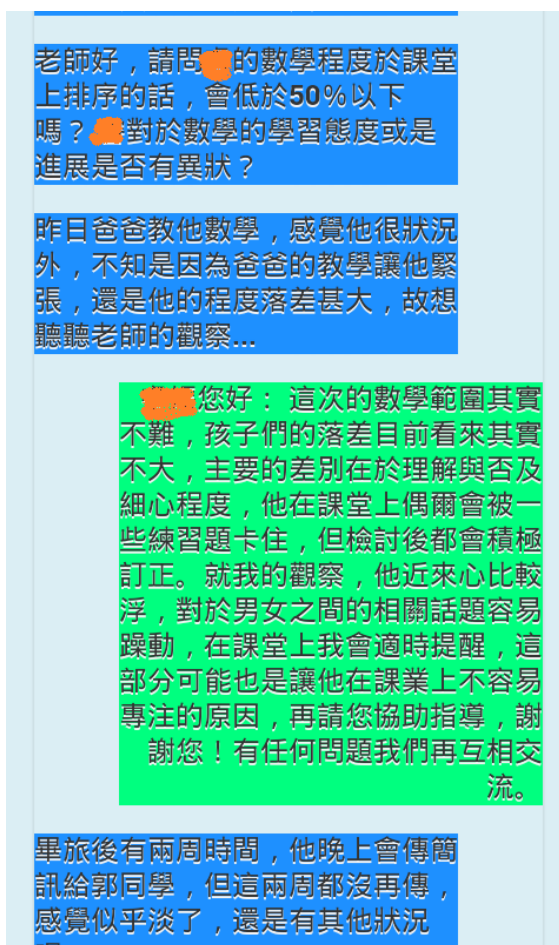 老師好，請問的數學程度於課堂
上排序的話，會低於50%以下
嗎？對於數學的學習態度或是
進展是否有異狀？
昨日爸爸教他數學，感覺他很狀況
外，不知是因為爸爸的教學讓他緊
張，還是他的程度落差甚大，故想
聽聽老師的觀察...
您好： 這次的數學範圍其實
不難，孩子們的落差目前看來其實
不大，主要的差別在於理解與否及
細心程度，他在課堂上偶爾會被一
些練習題卡住，但檢討後都會積極
訂正。就我的觀察，他近來心比較
浮，對於男女之間的相關話題容易
躁動，在課堂上我會適時提醒，這
部分可能也是讓他在課業上不容易
專注的原因，再請您協助指導，謝
謝您！有任何問題我們再互相交
流。
畢旅後有兩周時間，他晚上會傳簡
訊給郭同學，但這兩周都沒再傳，
感覺似乎淡了，還是有其他狀況